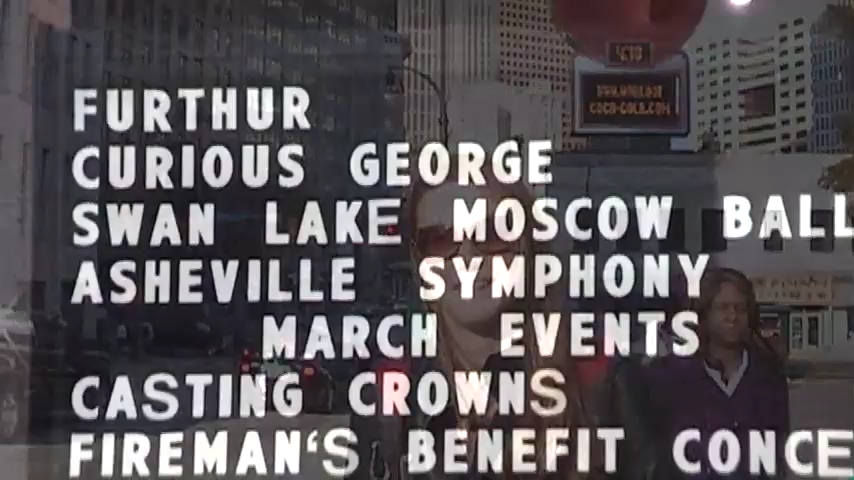 FURTHUR
CURIOUS GEORGE
SWAN LAKE MOSCOW BALL
ASHEVILLE SYMPHONY
MARCH EVENTS
CASTING CROWNS
FIREMAN'S BENEFIT CONCE